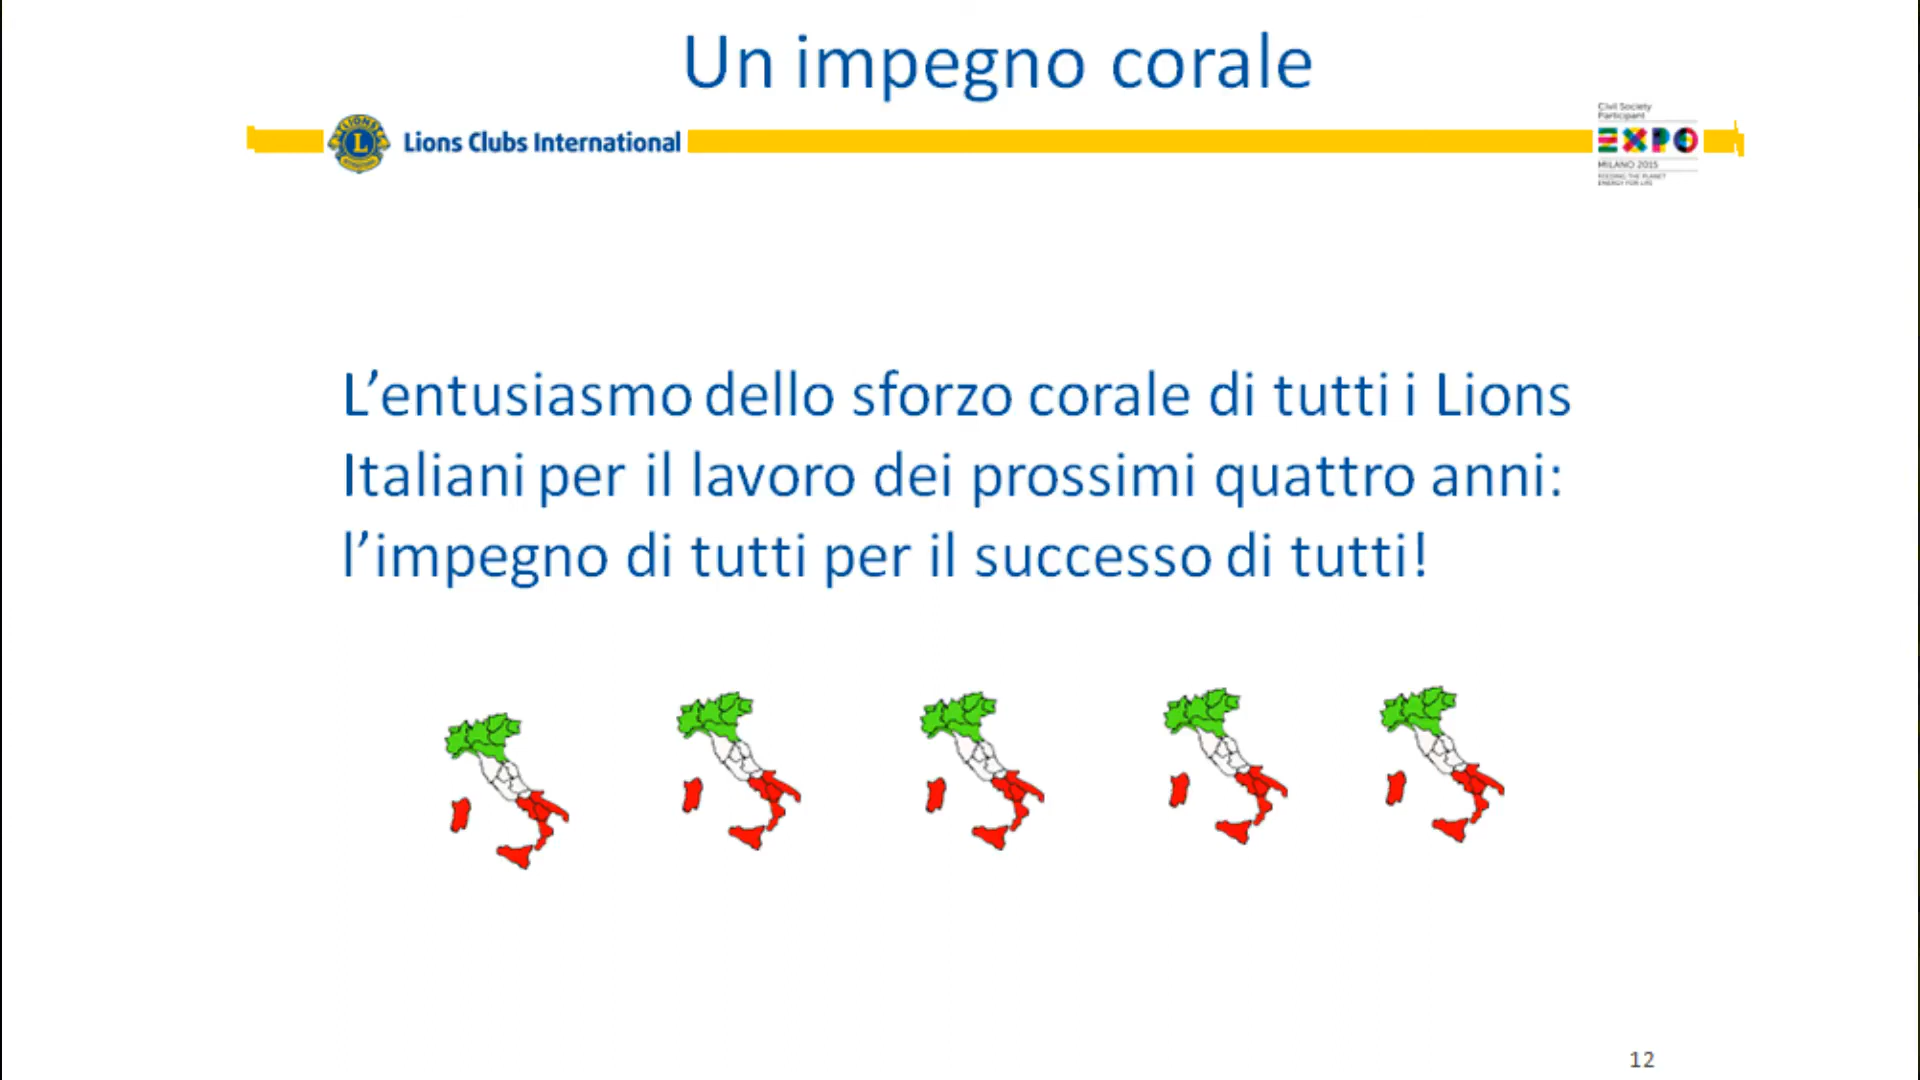 Un impegno corale
LIONS
L
INTERNATIONAL
Lions Clubs International
Civil Society
Participant
EXPO
MILANO 2015
FEEDING THE PLANET
ENERGY FOR LIFE
L’entusiasmo dello sforzo corale di tutti i Lions
Italiani per il lavoro dei prossimi quattro anni:
l’impegno di tutti per il successo di tutti!
12